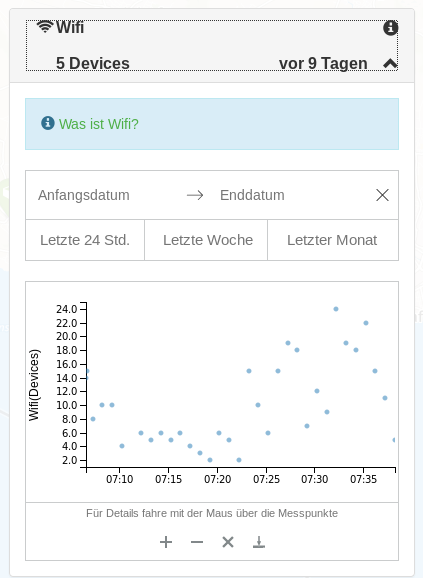 Wifi
5 Devices vor 9 Tagen
Was ist Wifi?
Anfangsdatum → Enddatum
Letzte 24 Std. Letzte Woche Letzter Monat
Wifi(Devices)
24.0
22.0
20.0
18.0
16.0
14.0
12.0
10.0
8.0
6.0
4.0
2.0
07:10 07:15 07:20 07:25 07:30 07:35
Für Details fahre mit der Maus über die Messpunkte